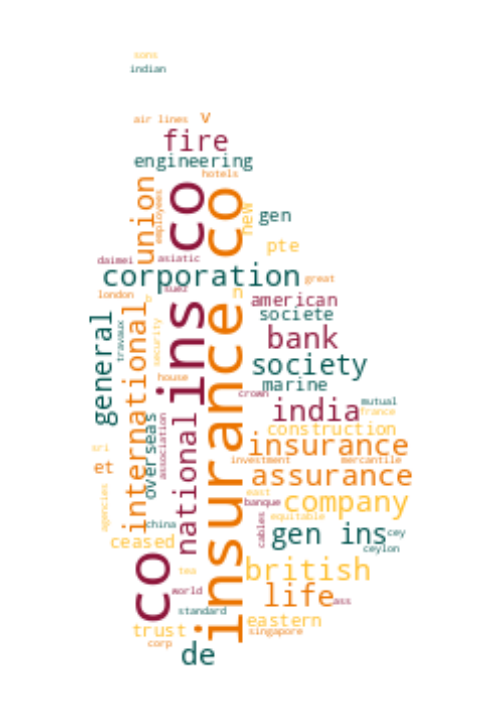 sons
indian
air lines v
fire
engineering
hotels
union
employees
ins co
insurance co
new
gen
pte
daimei
asiatic
corporation
great
london
suez
n
american
societe
general
travaux
international
security
bank
society
house
marine
crown
india
mutual
france
construction
overseas
association
national
insurance
sri
et
investment
mercantile
assurance
agencies
east
banque
company
china
cables
equitable
gen ins
cey
ceylon
ceased
co
tea
british
world
life
ass
standard
trust
eastern
singapore
corp
de